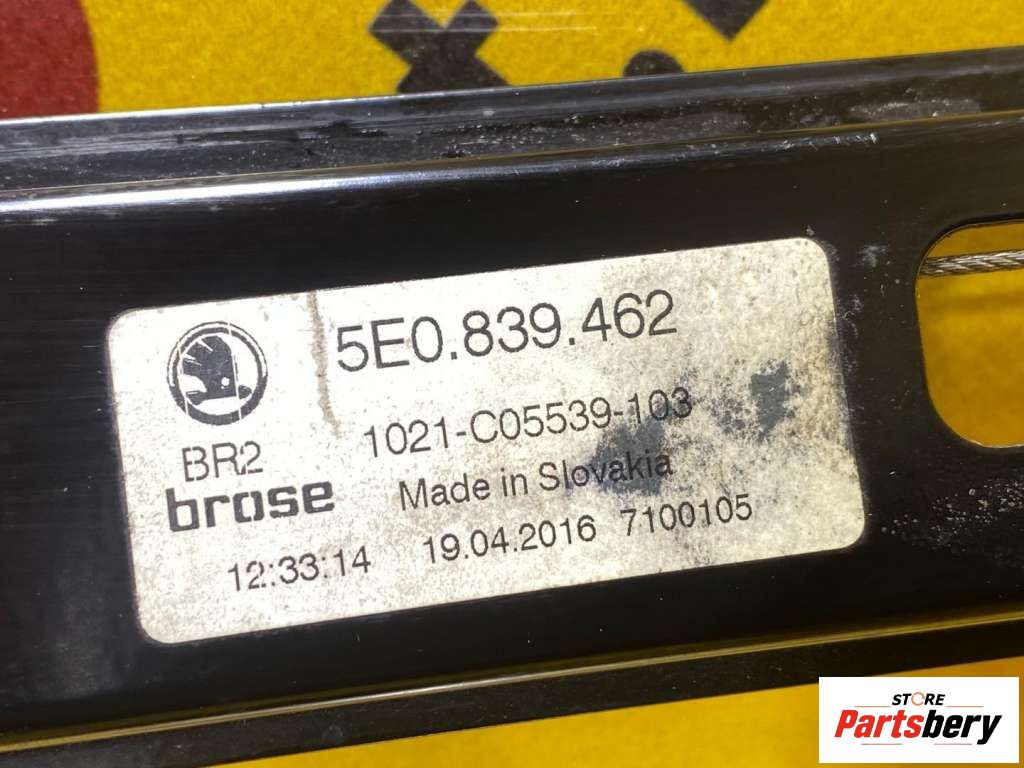 5E0.839.462
1021-C05539-103
BR2
brose
Made in Slovakia
12:33:14 19.04.2016 7100105
STORE
Partsbery